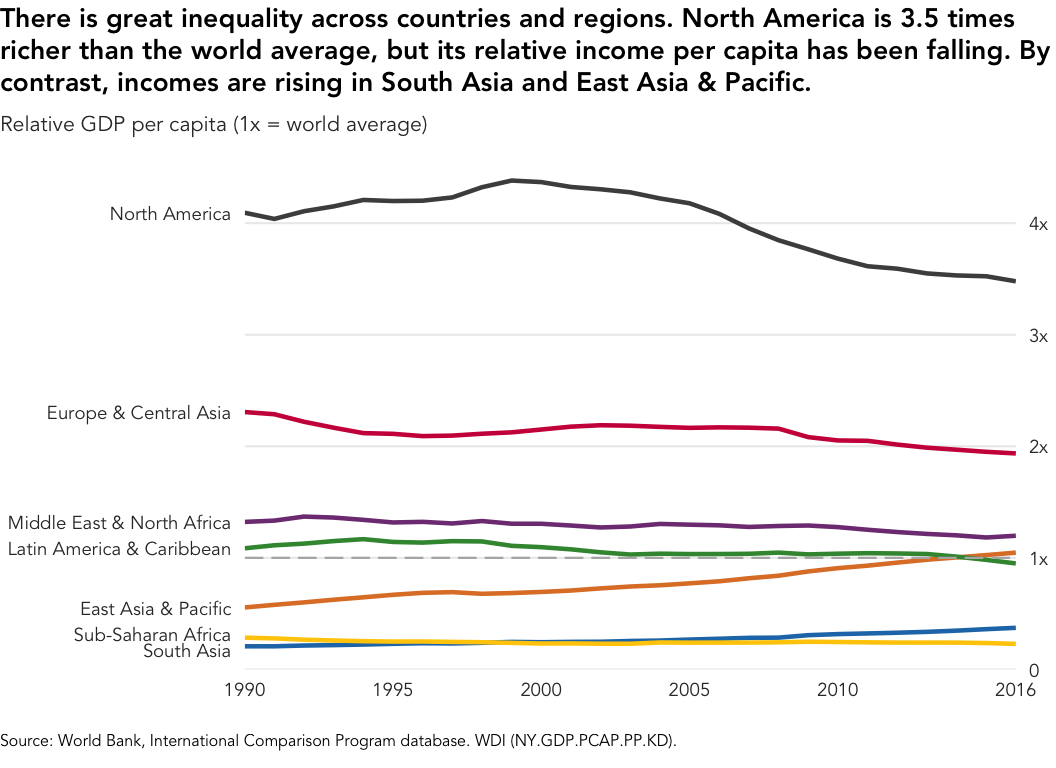 There is great inequality across countries and regions. North America is 3.5 times
richer than the world average, but its relative income per capita has been falling. By
contrast, incomes are rising in South Asia and East Asia & Pacific.
Relative GDP per capita (1x = world average)
North America
4x
3x
Europe & Central Asia
2x
Middle East & North Africa
Latin America & Caribbean
1x
East Asia & Pacific
Sub-Saharan Africa
South Asia
0
1990 1995 2000 2005 2010 2016
Source: World Bank, International Comparison Program database. WDI (NY.GDP.PCAP.PP.KD).